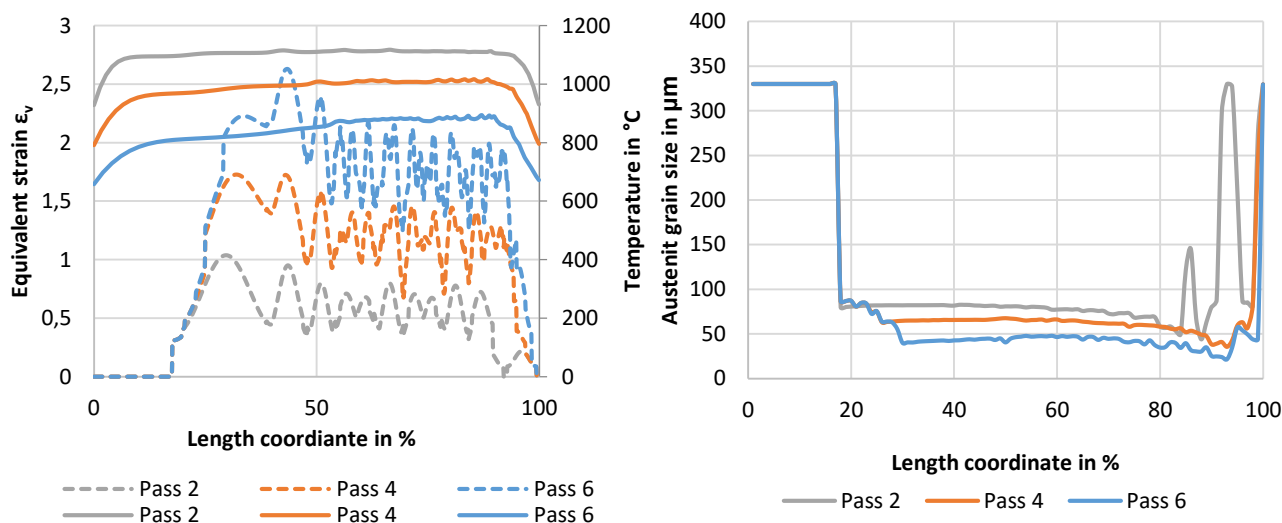 3
2,5
2
1,5
1
0,5
0
Equivalent strain εv
1200
1000
800
600
400
200
0
Temperature in °C
0 50 100
Length coordiante in %
Pass 2 Pass 4 Pass 6
Pass 2 Pass 4 Pass 6
400
350
300
250
200
150
100
50
0
Austenit grain size in µm
0 20 40 60 80 100
Length coordinate in %
Pass 2 Pass 4 Pass 6